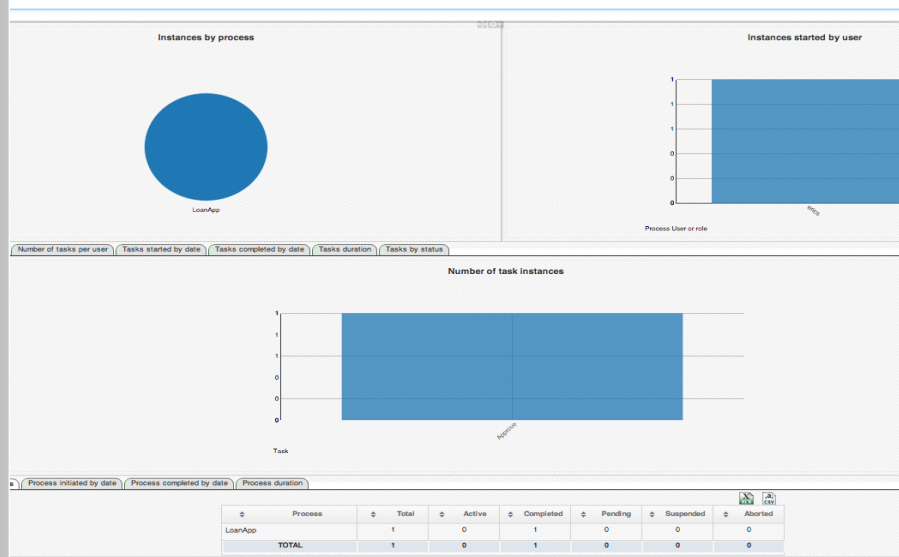 Instances by process
Instances started by user
1
1
1
0
0
0
LoanApp
erics
Process User or role
Number of tasks per user
Tasks started by date
Tasks completed by date
Tasks duration
Tasks by status
Number of task instances
1
1
1
0
0
0
Approve
Task
Process initiated by date
Process completed by date
Process duration
CSV
Process Total Active Completed Pending Suspended Aborted
LoanApp 1 0 1 0 0 0
TOTAL 1 0 1 0 0 0